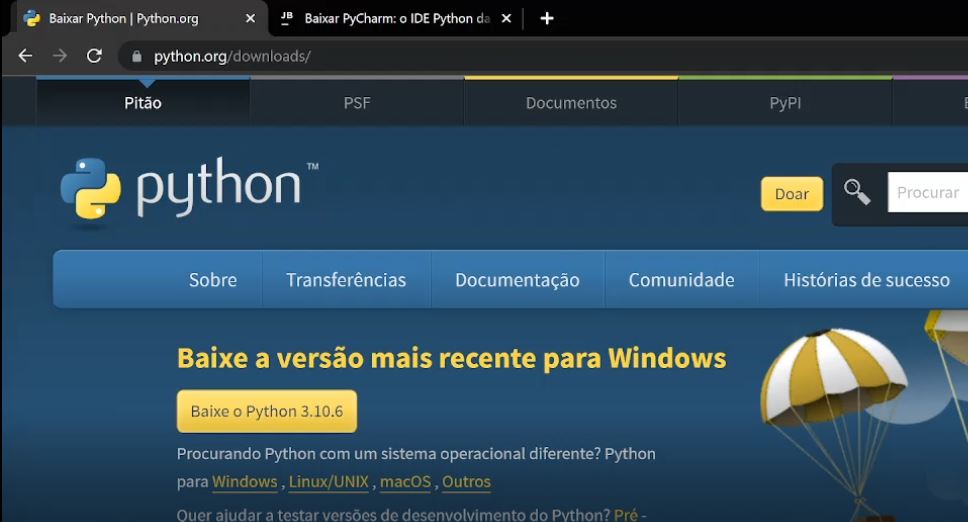 Baixar Python | Python.org
JB Baixar PyCharm: o IDE Python da
python.org/downloads/
Pitão PSF Documentos PyPI
python™
Doar Procurar
Sobre Transferências Documentação Comunidade Histórias de sucesso
Baixe a versão mais recente para Windows
Baixe o Python 3.10.6
Procurando Python com um sistema operacional diferente? Python
para Windows , Linux/UNIX , macOS , Outros
Quer ajudar a testar versões de desenvolvimento do Python? Pré -